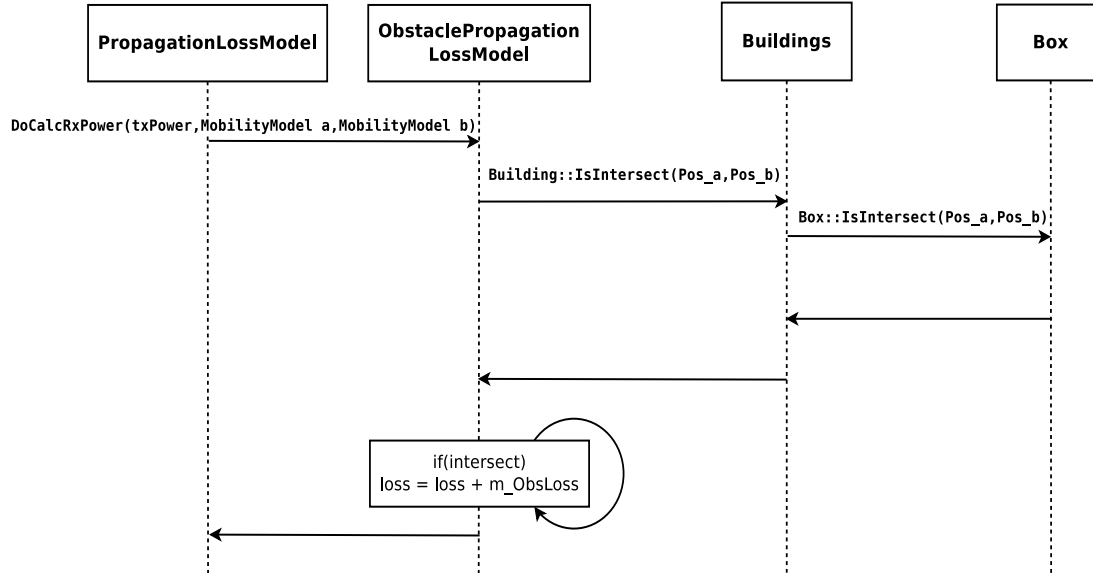 PropagationLossModel
ObstaclePropagation
LossModel
Buildings
Box
DoCalcRxPower(txPower,MobilityModel a,MobilityModel b)
Building::IsIntersect(Pos_a,Pos_b)
Box::IsIntersect(Pos_a,Pos_b)
if(intersect)
loss = loss + m_ObsLoss